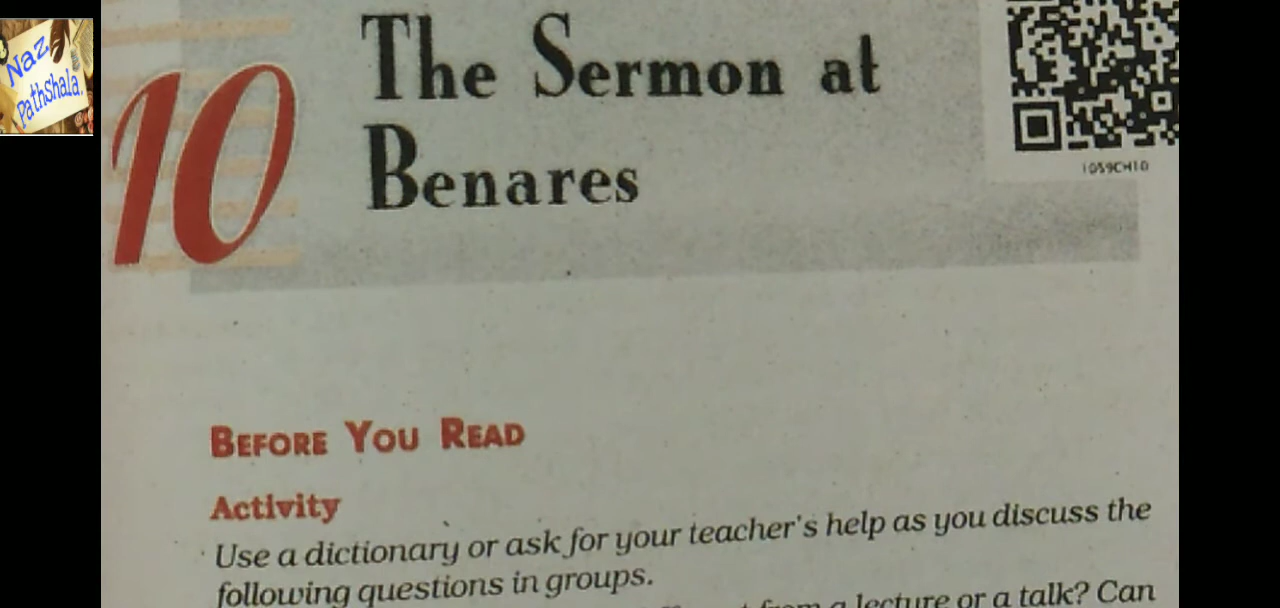 Naz
Pathshala
10
The Sermon at
Benares
1059CH10
BEFORE YOU READ
Activity
Use a dictionary or ask for your teacher's help as you discuss the
following questions in groups.
from a lecture or a talk? Can